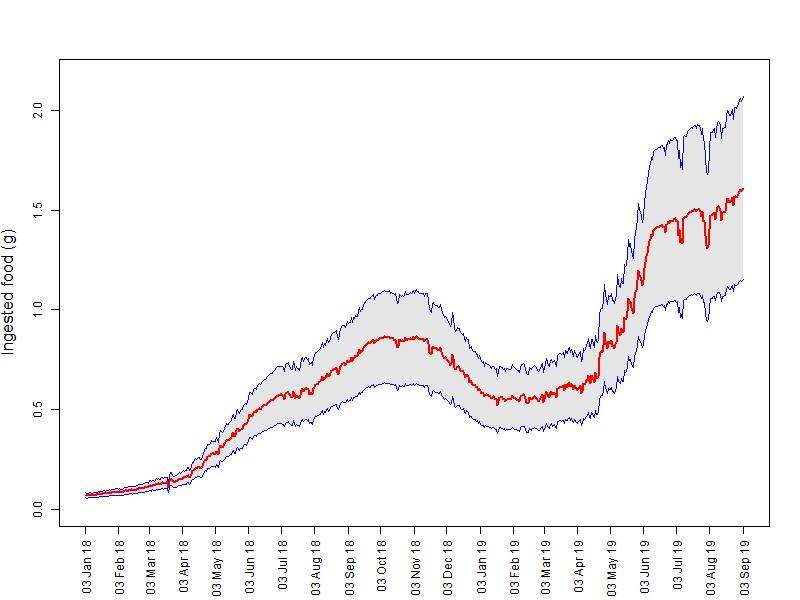 Ingested food (g)
2.0
1.5
1.0
0.5
0.0
03 Jan 18
03 Feb 18
03 Mar 18
03 Apr 18
03 May 18
03 Jun 18
03 Jul 18
03 Aug 18
03 Sep 18
03 Oct 18
03 Nov 18
03 Dec 18
03 Jan 19
03 Feb 19
03 Mar 19
03 Apr 19
03 May 19
03 Jun 19
03 Jul 19
03 Aug 19
03 Sep 19